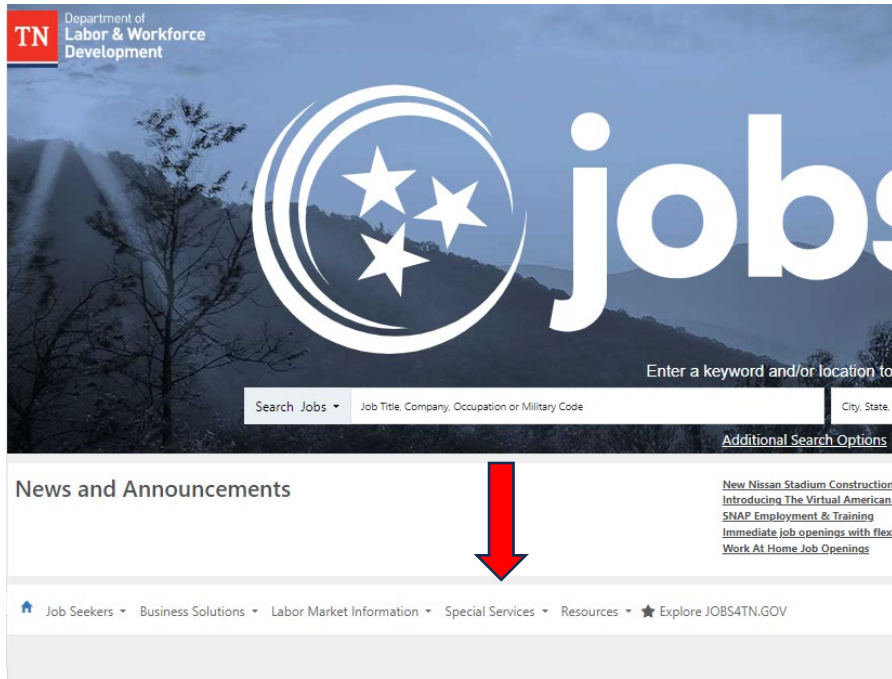 TN
Department of
Labor & Workforce
Development
jobs
Enter a keyword and/or location to
Search Jobs
Job Title, Company, Occupation or Military Code
City, State,
Additional Search Options
News and Announcements
New Nissan Stadium Construction
Introducing The Virtual American
SNAP Employment & Training
Immediate job openings with flex
Work At Home Job Openings
Job Seekers Business Solutions Labor Market Information Special Services Resources Explore JOBS4TN.GOV